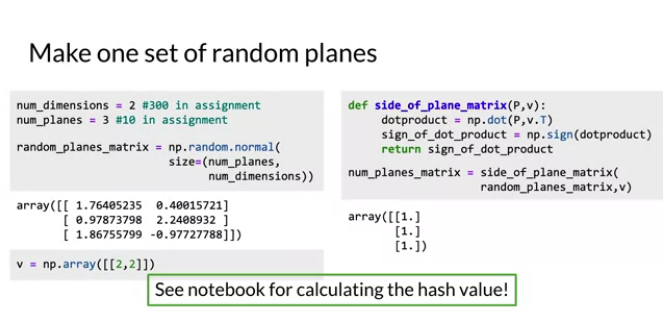 Make one set of random planes
num_dimensions = 2 #300 in assignment
num_planes = 3 #10 in assignment
random_planes_matrix = np.random.normal(
size=(num_planes,
num_dimensions))
array([[ 1.76405235 0.40015721]
[ 0.97873798 2.2408932 ]
[ 1.86755799 -0.97727788]])
v = np.array([[2,2]])
def side_of_plane_matrix(P,v):
dotproduct = np.dot(P,v.T)
sign_of_dot_product = np.sign(dotproduct)
return sign_of_dot_product
num_planes_matrix = side_of_plane_matrix(
random_planes_matrix,v)
array([[1.]
[1.]
[1.])
See notebook for calculating the hash value!